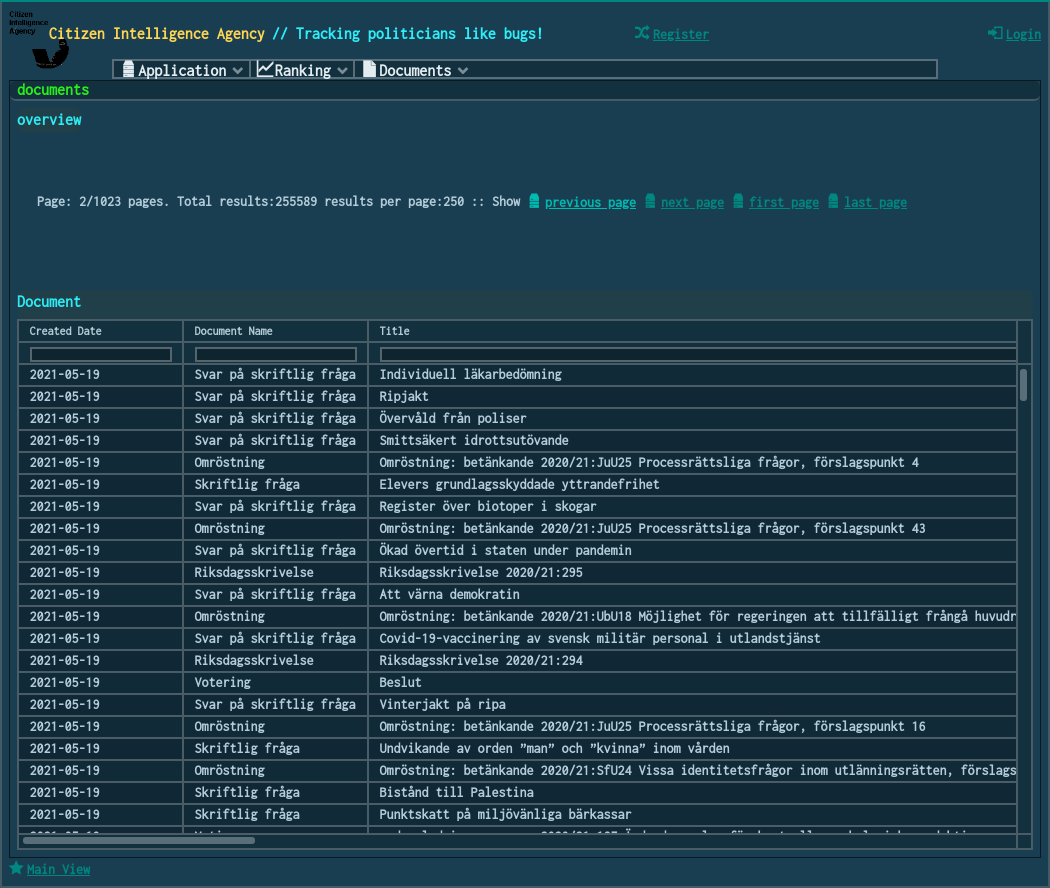 Citizen
Intelligence
Agency
Citizen Intelligence Agency // Tracking politicians like bugs!
Register
Login
Application Ranking Documents
documents
overview
Page: 2/1023 pages. Total results:255589 results per page:250 :: Show previous page next page first page last page
Document
Created Date Document Name Title
2021-05-19 Svar på skriftlig fråga Individuell läkarbedömning
2021-05-19 Svar på skriftlig fråga Ripjakt
2021-05-19 Svar på skriftlig fråga Övervåld från poliser
2021-05-19 Svar på skriftlig fråga Smittsäkert idrottsutövande
2021-05-19 Omröstning Omröstning: betänkande 2020/21:JuU25 Processrättsliga frågor, förslagspunkt 4
2021-05-19 Skriftlig fråga Elevers grundlagsskyddade yttrandefrihet
2021-05-19 Svar på skriftlig fråga Register över biotoper i skogar
2021-05-19 Omröstning Omröstning: betänkande 2020/21:JuU25 Processrättsliga frågor, förslagspunkt 43
2021-05-19 Svar på skriftlig fråga Ökad övertid i staten under pandemin
2021-05-19 Riksdagsskrivelse Riksdagsskrivelse 2020/21:295
2021-05-19 Svar på skriftlig fråga Att värna demokratin
2021-05-19 Omröstning Omröstning: betänkande 2020/21:UbU18 Möjlighet för regeringen att tillfälligt frångå huvudr
2021-05-19 Svar på skriftlig fråga Covid-19-vaccinering av svensk militär personal i utlandstjänst
2021-05-19 Riksdagsskrivelse Riksdagsskrivelse 2020/21:294
2021-05-19 Votering Beslut
2021-05-19 Svar på skriftlig fråga Vinterjakt på ripa
2021-05-19 Omröstning Omröstning: betänkande 2020/21:JuU25 Processrättsliga frågor, förslagspunkt 16
2021-05-19 Skriftlig fråga Undvikande av orden ”man” och ”kvinna” inom vården
2021-05-19 Omröstning Omröstning: betänkande 2020/21:SfU24 Vissa identitetsfrågor inom utlänningsrätten, förslags
2021-05-19 Skriftlig fråga Bistånd till Palestina
2021-05-19 Skriftlig fråga Punktskatt på miljövänliga bärkassar
Main View